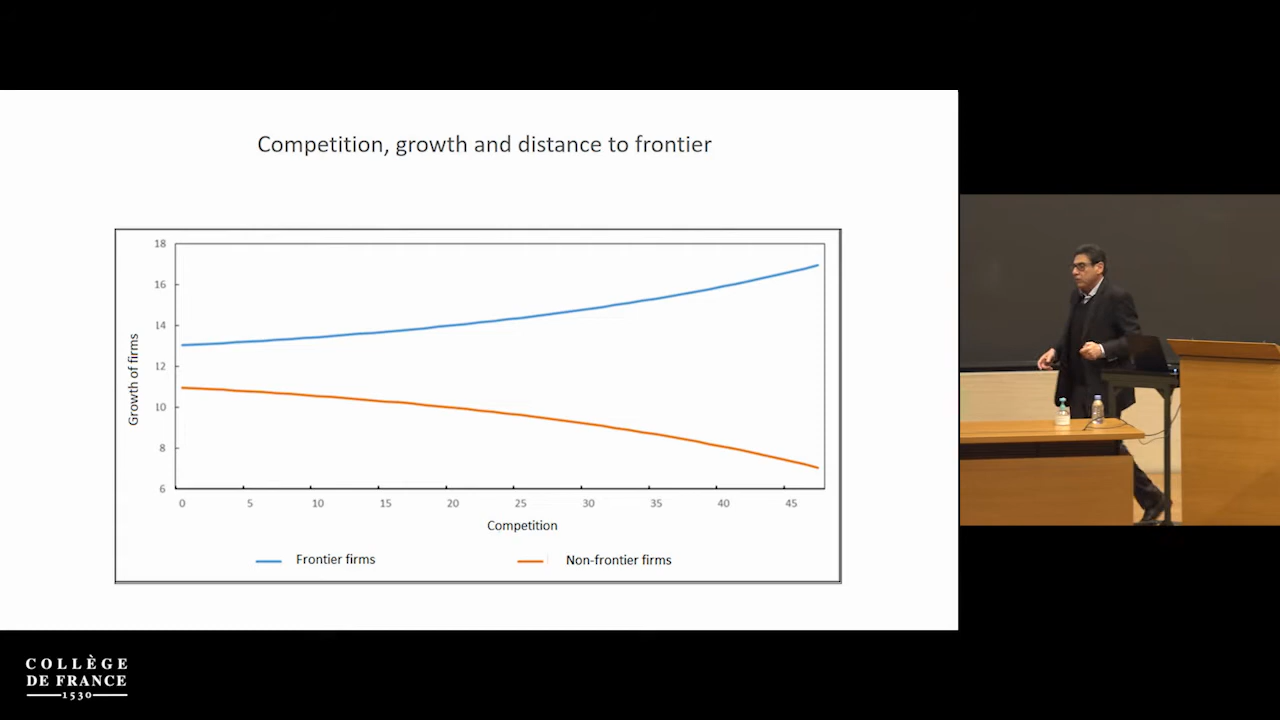 Competition, growth and distance to frontier
18
16
14
12
10
8
6
Growth of firms
0 5 10 15 20 25 30 35 40 45
Competition
Frontier firms Non-frontier firms
COLLÈGE
DE FRANCE
1530